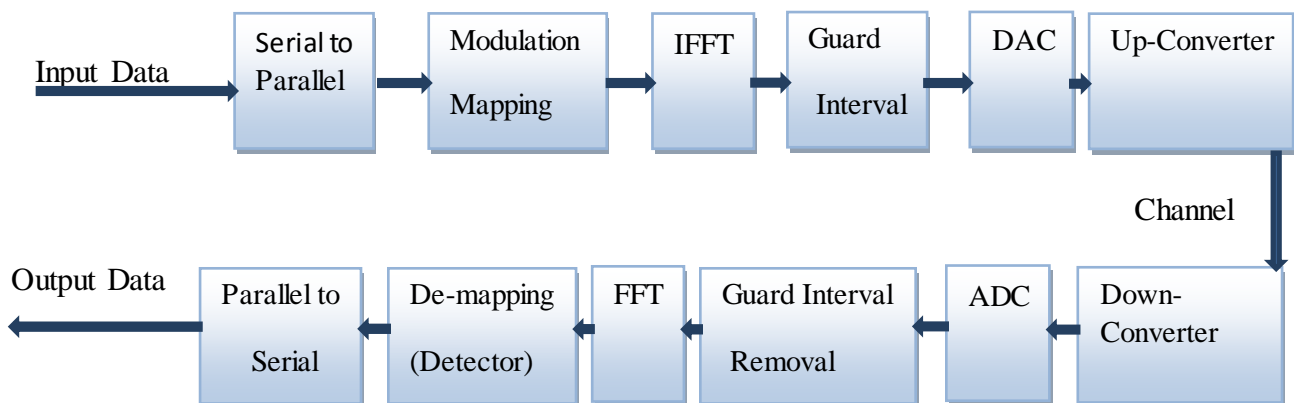 Input Data
Serial to
Parallel
Modulation
Mapping
IFFT
Guard
Interval
DAC
Up-Converter
Channel
Down-
Converter
ADC
Guard Interval
Removal
FFT
De-mapping
(Detector)
Parallel to
Serial
Output Data